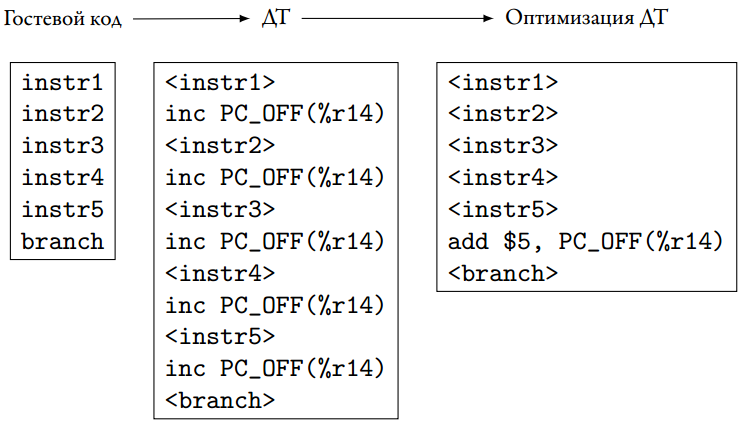 Гостевой код ДТ Оптимизация ДТ
instr1
instr2
instr3
instr4
instr5
branch
<instr1>
inc PC_OFF(%r14)
<instr2>
inc PC_OFF(%r14)
<instr3>
inc PC_OFF(%r14)
<instr4>
inc PC_OFF(%r14)
<instr5>
inc PC_OFF(%r14)
<branch>
<instr1>
<instr2>
<instr3>
<instr4>
<instr5>
add $5, PC_OFF(%r14)
<branch>